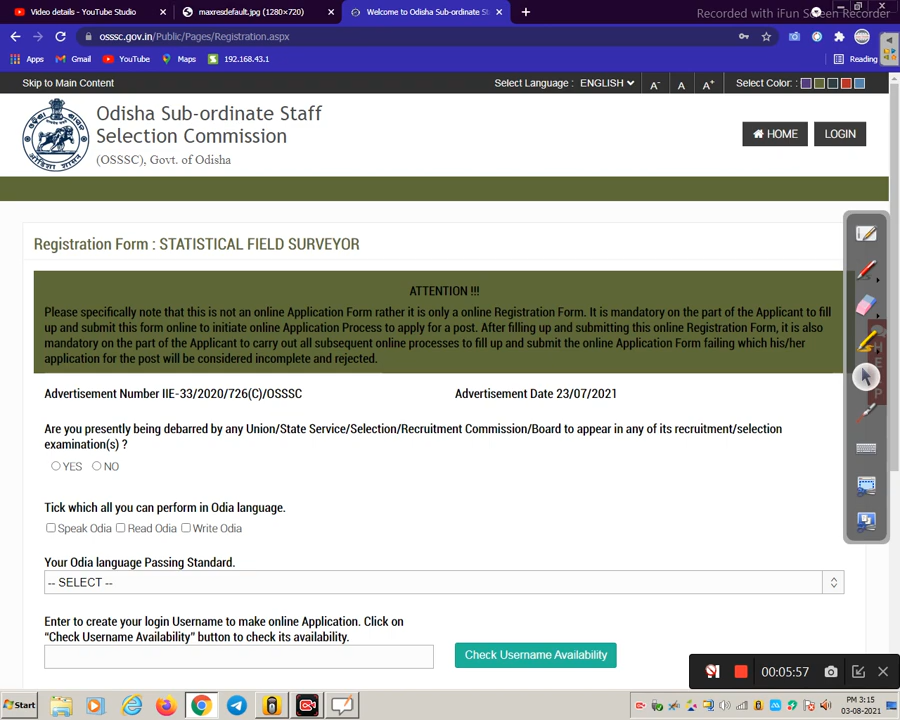 Video details - YouTube Studio
maxresdefault.jpg (1280×720)
Welcome to Odisha Sub-ordinate St
Recorded with iFun Screen Recorder
osssc.gov.in/Public/Pages/Registration.aspx
Apps
Gmail
YouTube
Maps
192.168.43.1
Reading
Skip to Main Content
Select Language : ENGLISH
A-
A
A+
Select Color :
Odisha Sub-ordinate Staff
Selection Commission
(OSSSC), Govt. of Odisha
HOME
LOGIN
Registration Form : STATISTICAL FIELD SURVEYOR
ATTENTION !!!
Please specifically note that this is not an online Application Form rather it is only a online Registration Form. It is mandatory on the part of the Applicant to fill
up and submit this form online to initiate online Application Process to apply for a post. After filling up and submitting this online Registration Form, it is also
mandatory on the part of the Applicant to carry out all subsequent online processes to fill up and submit the online Application Form failing which his/her
application for the post will be considered incomplete and rejected.
Advertisement Number IIE-33/2020/726(C)/OSSSC
Advertisement Date 23/07/2021
Are you presently being debarred by any Union/State Service/Selection/Recruitment Commission/Board to appear in any of its recruitment/selection
examination(s) ?
YES
NO
Tick which all you can perform in Odia language.
Speak Odia
Read Odia
Write Odia
Your Odia language Passing Standard.
-- SELECT --
Enter to create your login Username to make online Application. Click on
"Check Username Availability" button to check its availability.
Check Username Availability
00:05:57
Start
PM 3:15
03-08-2021